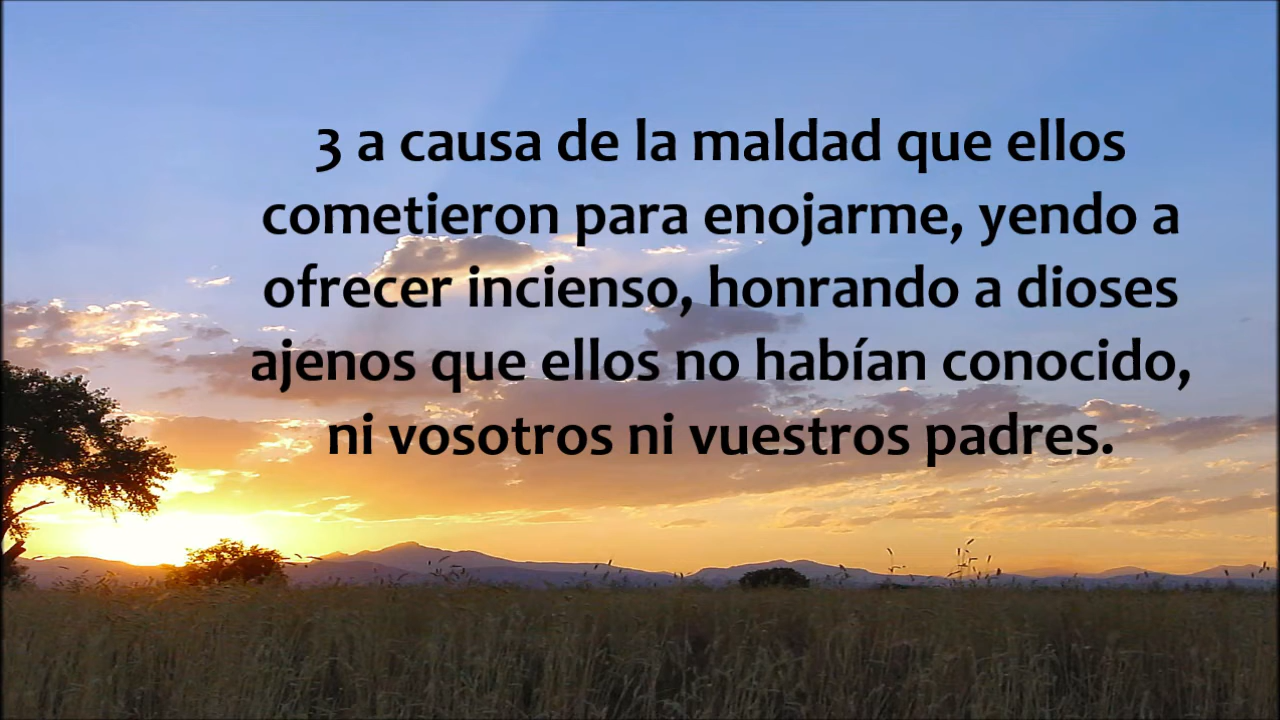 3 a causa de la maldad que ellos
cometieron para enojarme, yendo a
ofrecer incienso, honrando a dioses
ajenos que ellos no habían conocido,
ni vosotros ni vuestros padres.